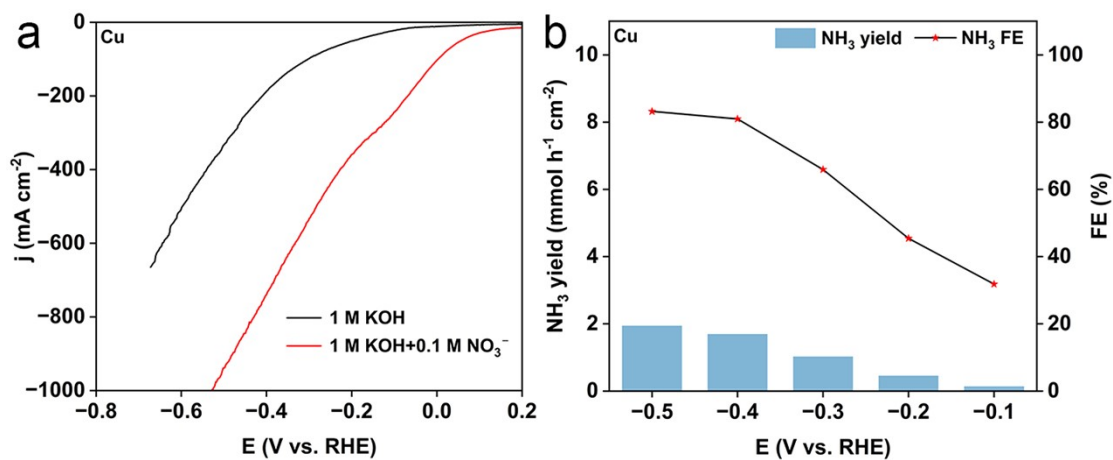 a
Cu
0
−200
−400
−600
−800
−1000
j (mA cm⁻²)
1 M KOH
1 M KOH+0.1 M NO₃⁻
−0.8 −0.6 −0.4 −0.2 0.0 0.2
E (V vs. RHE)
b
Cu
NH₃ yield NH₃ FE
10
8
6
4
2
0
NH₃ yield (mmol h⁻¹ cm⁻²)
100
80
60
40
20
0
FE (%)
−0.5 −0.4 −0.3 −0.2 −0.1
E (V vs. RHE)